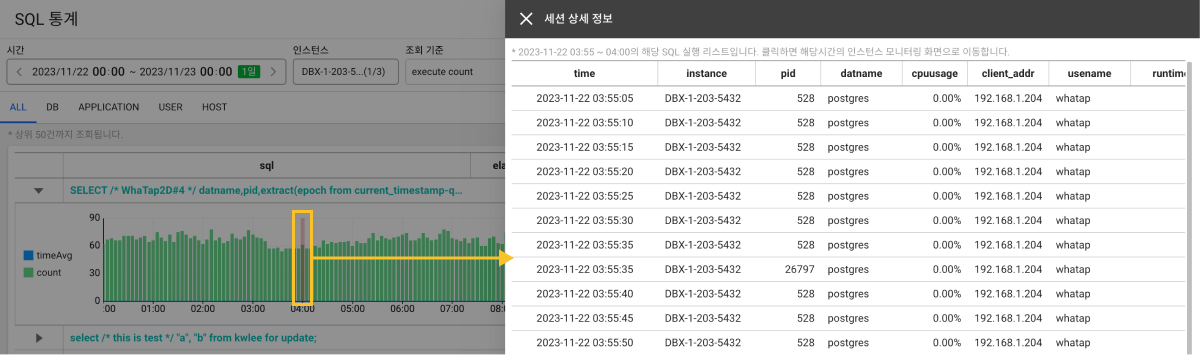 SQL 통계
시간
인스턴스
조회 기준
2023/11/22 00:00 ~ 2023/11/23 00:00 1일
DBX-1-203-5...(1/3)
execute count
ALL DB APPLICATION USER HOST
* 상위 50건까지 조회됩니다.
sql ela
SELECT /* WhaTap2D#4 */ datname,pid,extract(epoch from current_timestamp-q...
90
60
30
0
timeAvg
count
:00 01:00 02:00 03:00 04:00 05:00 06:00 07:00 08:0
select /* this is test */ "a", "b" from kwlee for update;
세션 상세 정보
* 2023-11-22 03:55 ~ 04:00의 해당 SQL 실행 리스트입니다. 클릭하면 해당시간의 인스턴스 모니터링 화면으로 이동합니다.
time instance pid datname cpuusage client_addr usename runtime
2023-11-22 03:55:05 DBX-1-203-5432 528 postgres 0.00% 192.168.1.204 whatap
2023-11-22 03:55:10 DBX-1-203-5432 528 postgres 0.00% 192.168.1.204 whatap
2023-11-22 03:55:15 DBX-1-203-5432 528 postgres 0.00% 192.168.1.204 whatap
2023-11-22 03:55:20 DBX-1-203-5432 528 postgres 0.00% 192.168.1.204 whatap
2023-11-22 03:55:25 DBX-1-203-5432 528 postgres 0.00% 192.168.1.204 whatap
2023-11-22 03:55:30 DBX-1-203-5432 528 postgres 0.00% 192.168.1.204 whatap
2023-11-22 03:55:35 DBX-1-203-5432 528 postgres 0.00% 192.168.1.204 whatap
2023-11-22 03:55:35 DBX-1-203-5432 26797 postgres 0.00% 192.168.1.204 whatap
2023-11-22 03:55:40 DBX-1-203-5432 528 postgres 0.00% 192.168.1.204 whatap
2023-11-22 03:55:45 DBX-1-203-5432 528 postgres 0.00% 192.168.1.204 whatap
2023-11-22 03:55:50 DBX-1-203-5432 528 postgres 0.00% 192.168.1.204 whatap